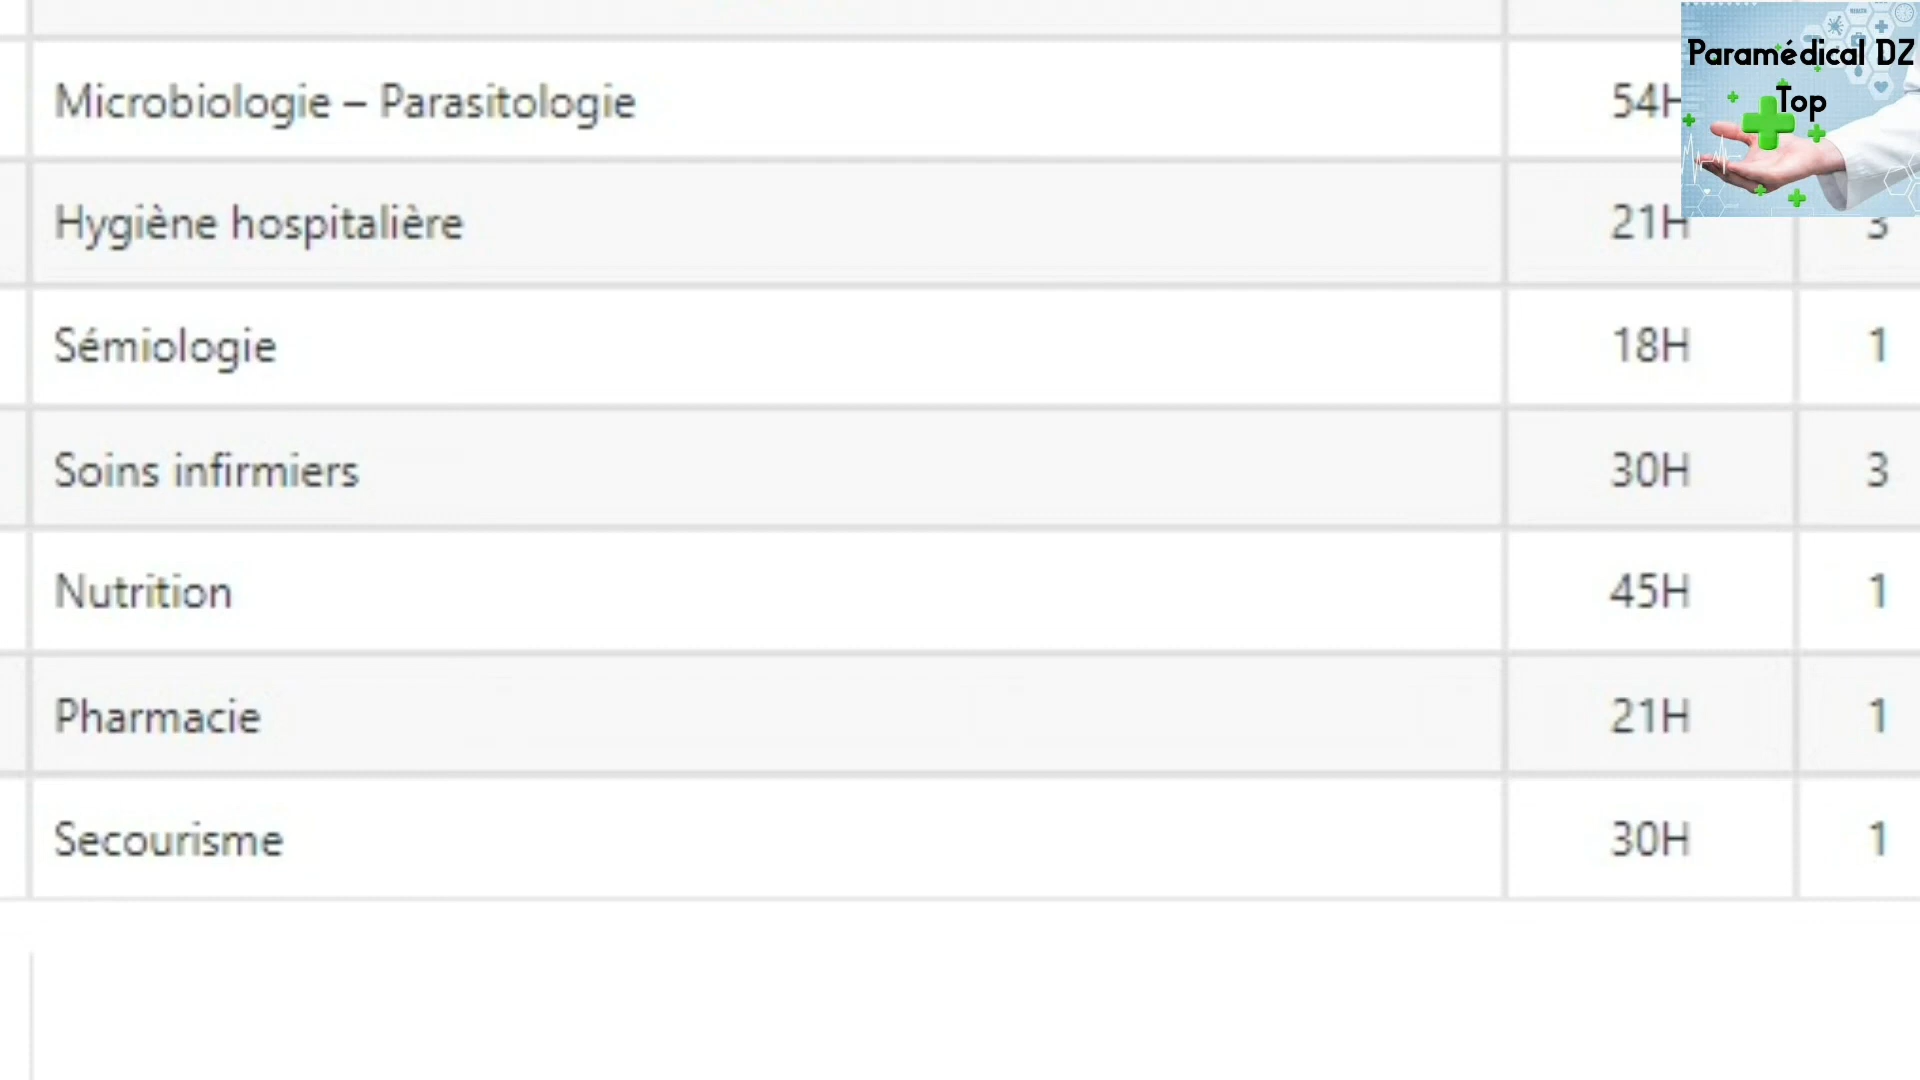 Paramédical DZ
Top
Microbiologie – Parasitologie 54H
Hygiène hospitalière 21H 3
Sémiologie 18H 1
Soins infirmiers 30H 3
Nutrition 45H 1
Pharmacie 21H 1
Secourisme 30H 1